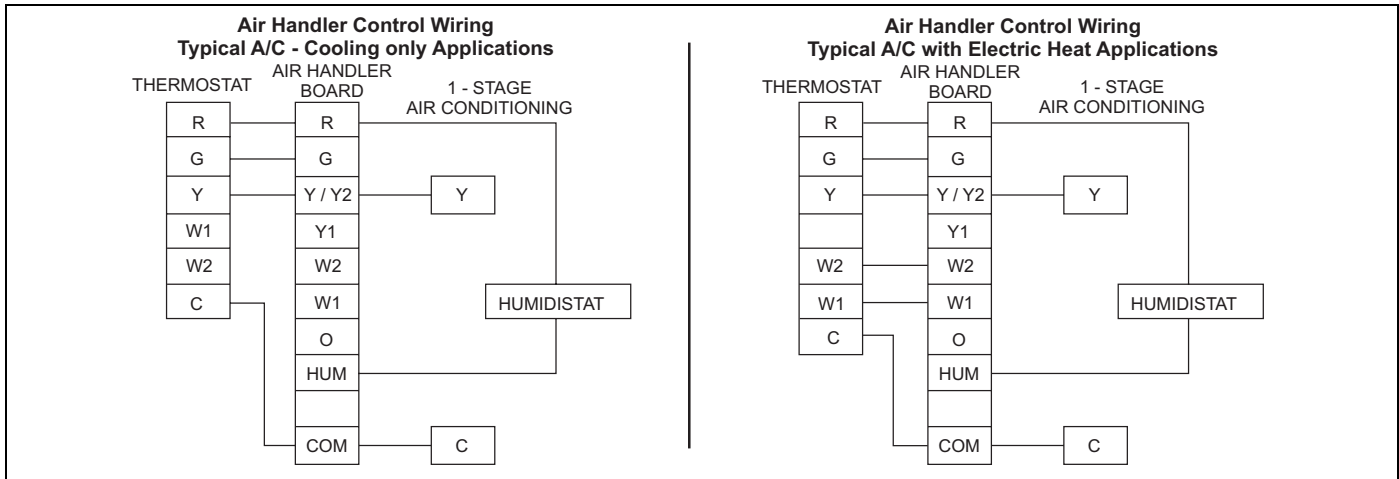 Air Handler Control Wiring
Typical A/C - Cooling only Applications
THERMOSTAT
AIR HANDLER
BOARD
1 - STAGE
AIR CONDITIONING
R
R
G
G
Y
Y / Y2
Y
W1
Y1
W2
W2
C
W1
HUMIDISTAT
O
HUM
COM
C
Air Handler Control Wiring
Typical A/C with Electric Heat Applications
THERMOSTAT
AIR HANDLER
BOARD
1 - STAGE
AIR CONDITIONING
R
R
G
G
Y
Y / Y2
Y
Y1
W2
W2
W1
W1
HUMIDISTAT
C
O
HUM
COM
C